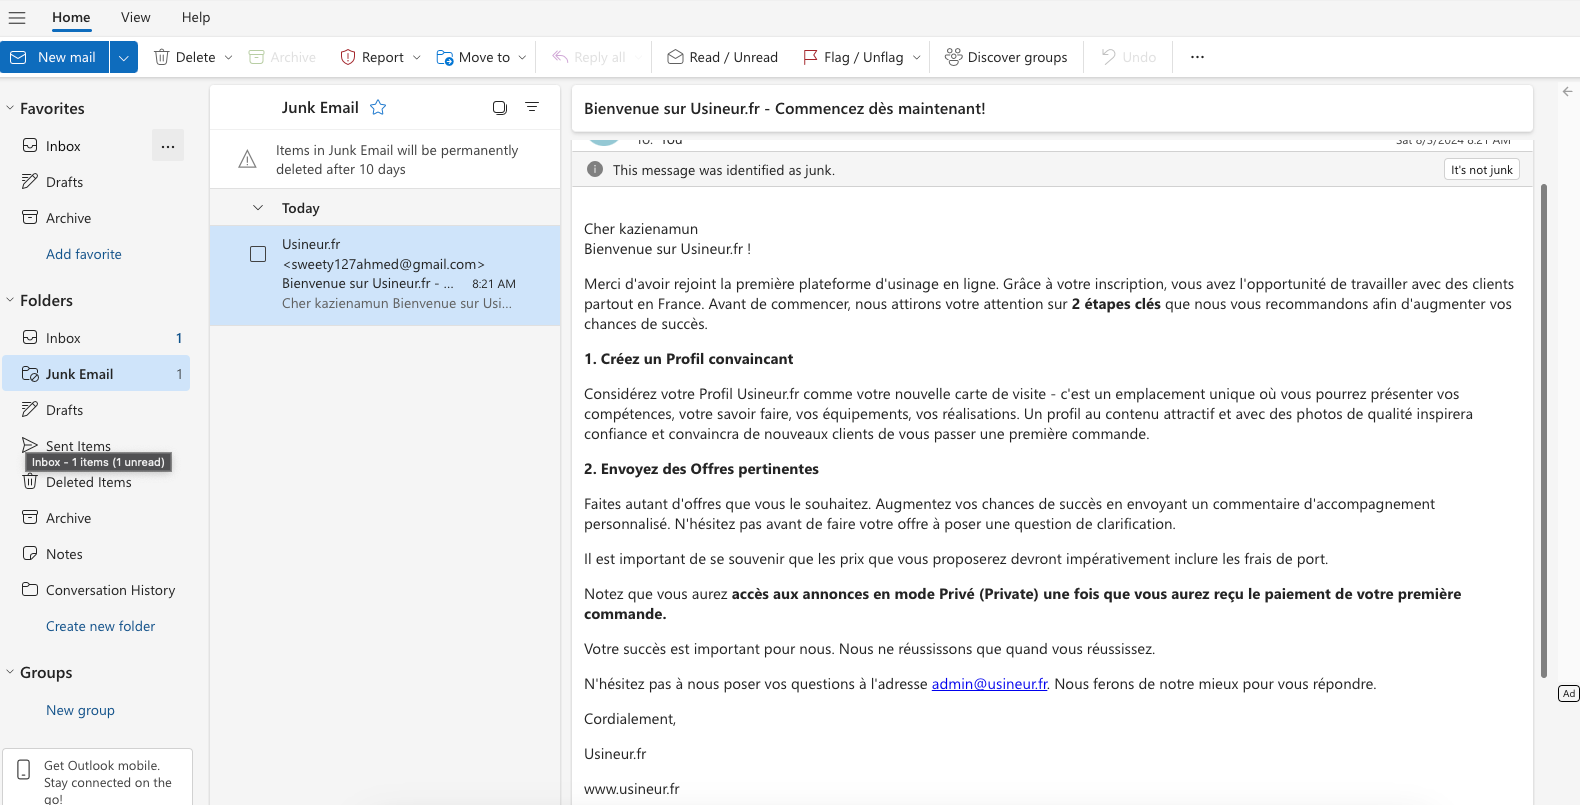 Home View Help
New mail Delete Archive Report Move to Reply all Read / Unread Flag / Unflag Discover groups Undo ...
Favorites
Inbox ...
Drafts
Archive
Add favorite
Folders
Inbox 1
Junk Email 1
Drafts
Sent Items
Inbox - 1 items (1 unread)
Deleted Items
Archive
Notes
Conversation History
Create new folder
Groups
New group
Get Outlook mobile.
Stay connected on the
go!
Junk Email
Items in Junk Email will be permanently
deleted after 10 days
Today
Usineur.fr
<sweety127ahmed@gmail.com>
Bienvenue sur Usineur.fr - ... 8:21 AM
Cher kazienamun Bienvenue sur Usi...
Bienvenue sur Usineur.fr - Commencez dès maintenant!
To: You Sat 8/3/2024 8:21 AM
This message was identified as junk. It's not junk
Cher kazienamun
Bienvenue sur Usineur.fr !
Merci d'avoir rejoint la première plateforme d'usinage en ligne. Grâce à votre inscription, vous avez l'opportunité de travailler avec des clients
partout en France. Avant de commencer, nous attirons votre attention sur 2 étapes clés que nous vous recommandons afin d'augmenter vos
chances de succès.
1. Créez un Profil convaincant
Considérez votre Profil Usineur.fr comme votre nouvelle carte de visite - c'est un emplacement unique où vous pourrez présenter vos
compétences, votre savoir faire, vos équipements, vos réalisations. Un profil au contenu attractif et avec des photos de qualité inspirera
confiance et convaincra de nouveaux clients de vous passer une première commande.
2. Envoyez des Offres pertinentes
Faites autant d'offres que vous le souhaitez. Augmentez vos chances de succès en envoyant un commentaire d'accompagnement
personnalisé. N'hésitez pas avant de faire votre offre à poser une question de clarification.
Il est important de se souvenir que les prix que vous proposerez devront impérativement inclure les frais de port.
Notez que vous aurez accès aux annonces en mode Privé (Private) une fois que vous aurez reçu le paiement de votre première
commande.
Votre succès est important pour nous. Nous ne réussissons que quand vous réussissez.
N'hésitez pas à nous poser vos questions à l'adresse admin@usineur.fr. Nous ferons de notre mieux pour vous répondre.
Cordialement,
Usineur.fr
www.usineur.fr
Ad